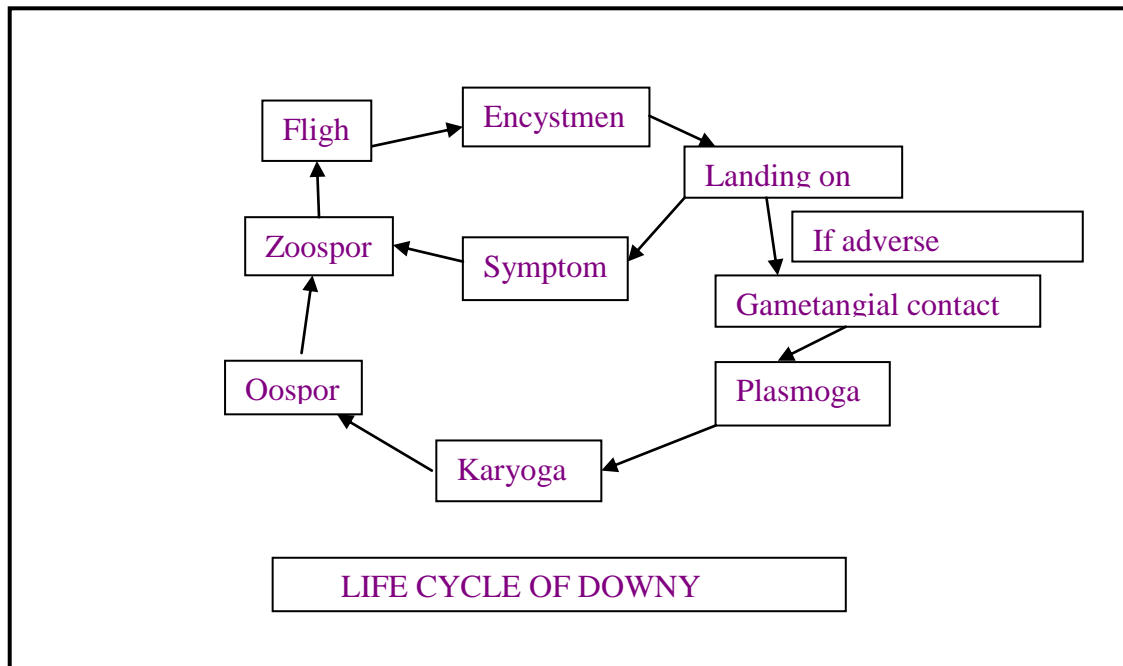 Fligh
Encystmen
Landing on
If adverse
Zoospor
Symptom
Gametangial contact
Oospor
Plasmoga
Karyoga
LIFE CYCLE OF DOWNY